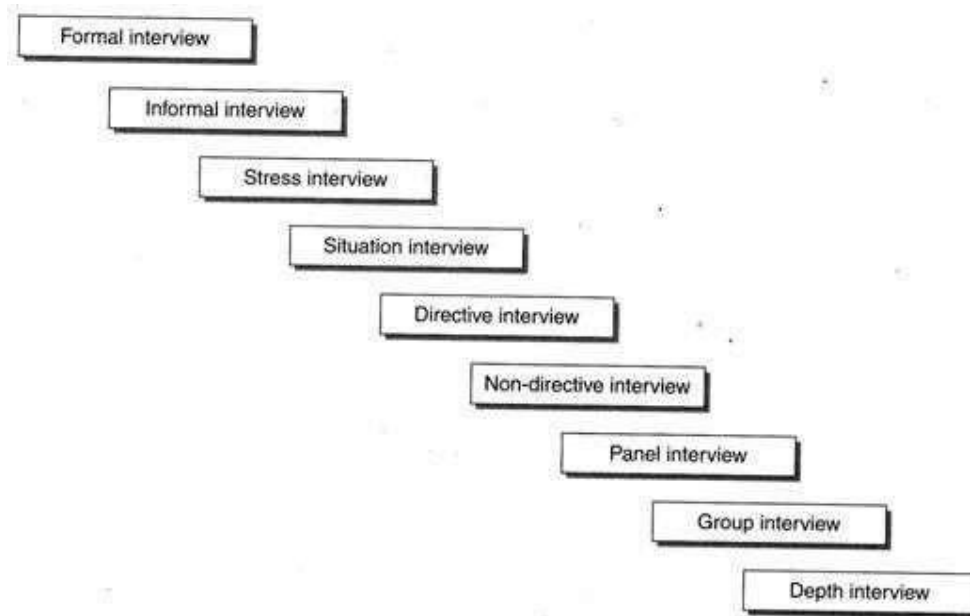 Formal interview
Informal interview
Stress interview
Situation interview
Directive interview
Non-directive interview
Panel interview
Group interview
Depth interview